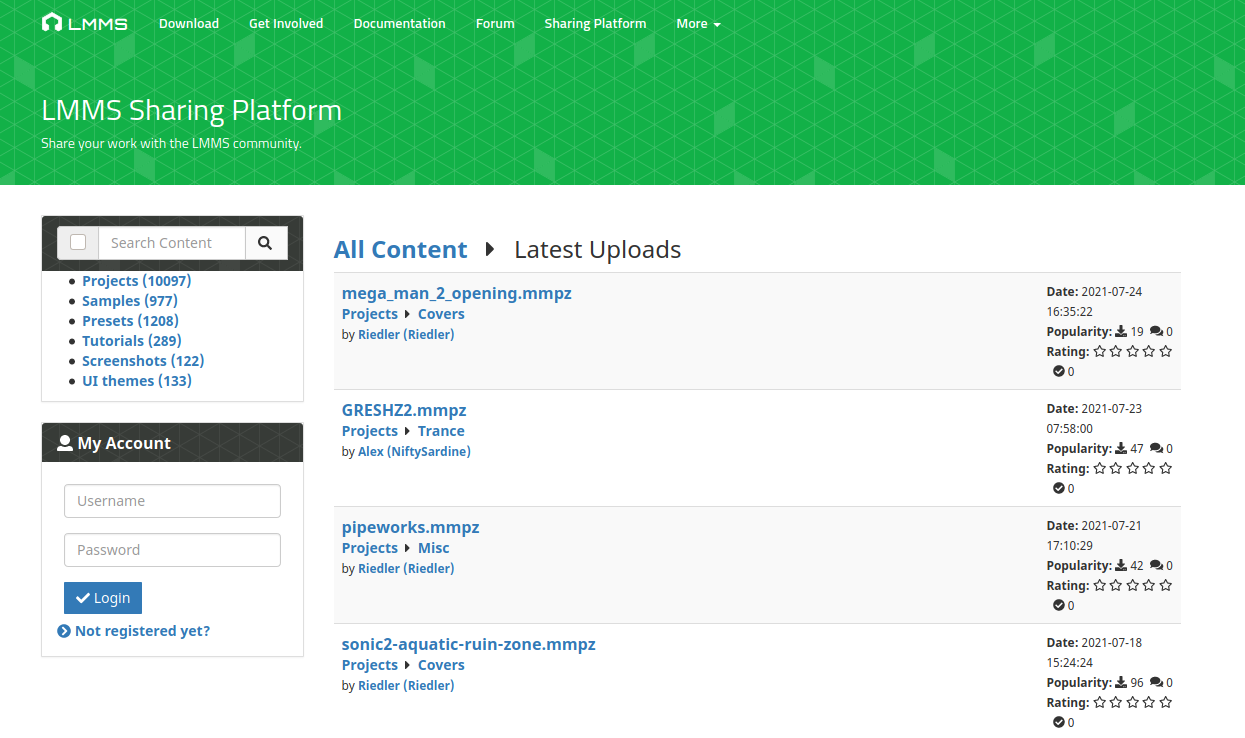 LMMS Download Get Involved Documentation Forum Sharing Platform More
LMMS Sharing Platform
Share your work with the LMMS community.
Search Content
Projects (10097)
Samples (977)
Presets (1208)
Tutorials (289)
Screenshots (122)
UI themes (133)
My Account
Username
Password
Login
Not registered yet?
All Content Latest Uploads
mega_man_2_opening.mmpz
Projects Covers
by Riedler (Riedler)
Date: 2021-07-24
16:35:22
Popularity: 19 0
Rating:
0
GRESHZ2.mmpz
Projects Trance
by Alex (NiftySardine)
Date: 2021-07-23
07:58:00
Popularity: 47 0
Rating:
0
pipeworks.mmpz
Projects Misc
by Riedler (Riedler)
Date: 2021-07-21
17:10:29
Popularity: 42 0
Rating:
0
sonic2-aquatic-ruin-zone.mmpz
Projects Covers
by Riedler (Riedler)
Date: 2021-07-18
15:24:24
Popularity: 96 0
Rating:
0